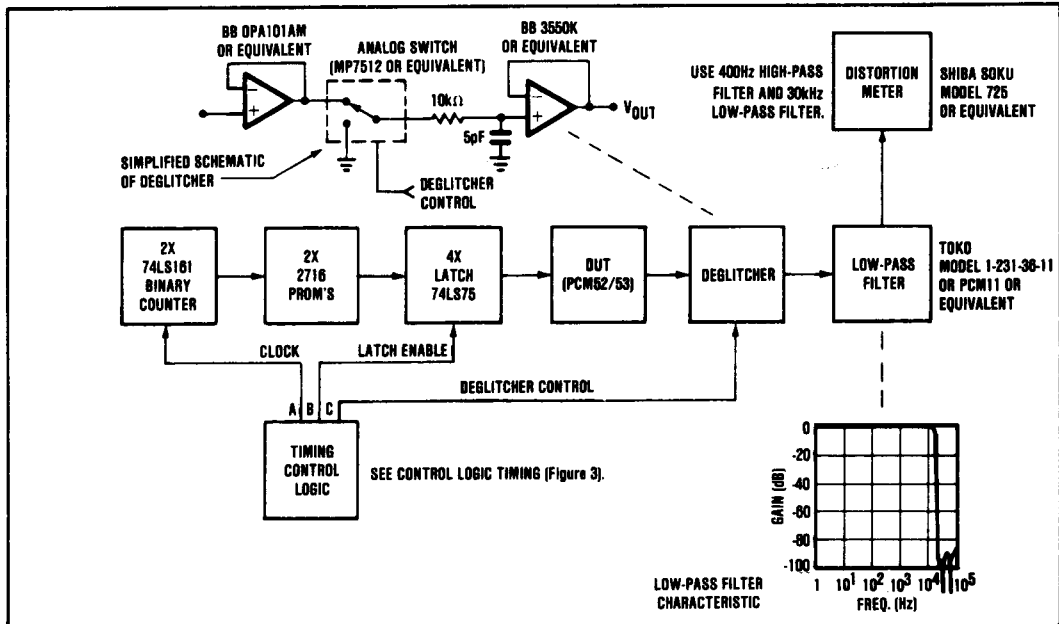 BB OPA101AM
OR EQUIVALENT
ANALOG SWITCH
(MP7512 OR EQUIVALENT)
BB 3550K
OR EQUIVALENT
10kΩ
5pF
VOUT
SIMPLIFIED SCHEMATIC
OF DEGLITCHER
DEGLITCHER
CONTROL
USE 400Hz HIGH-PASS
FILTER AND 30kHz
LOW-PASS FILTER.
DISTORTION
METER
SHIBA SOKU
MODEL 725
OR EQUIVALENT
2X
74LS161
BINARY
COUNTER
2X
2716
PROM'S
4X
LATCH
74LS75
DUT
(PCM52/53)
DEGLITCHER
LOW-PASS
FILTER
TOKO
MODEL 1-231-36-11
OR PCM11 OR
EQUIVALENT
CLOCK
LATCH ENABLE
DEGLITCHER CONTROL
A B C
TIMING
CONTROL
LOGIC
SEE CONTROL LOGIC TIMING (Figure 3).
0
-20
-40
-60
-80
-100
GAIN (dB)
1 10¹ 10² 10³ 10⁴ 10⁵
FREQ. (Hz)
LOW-PASS FILTER
CHARACTERISTIC